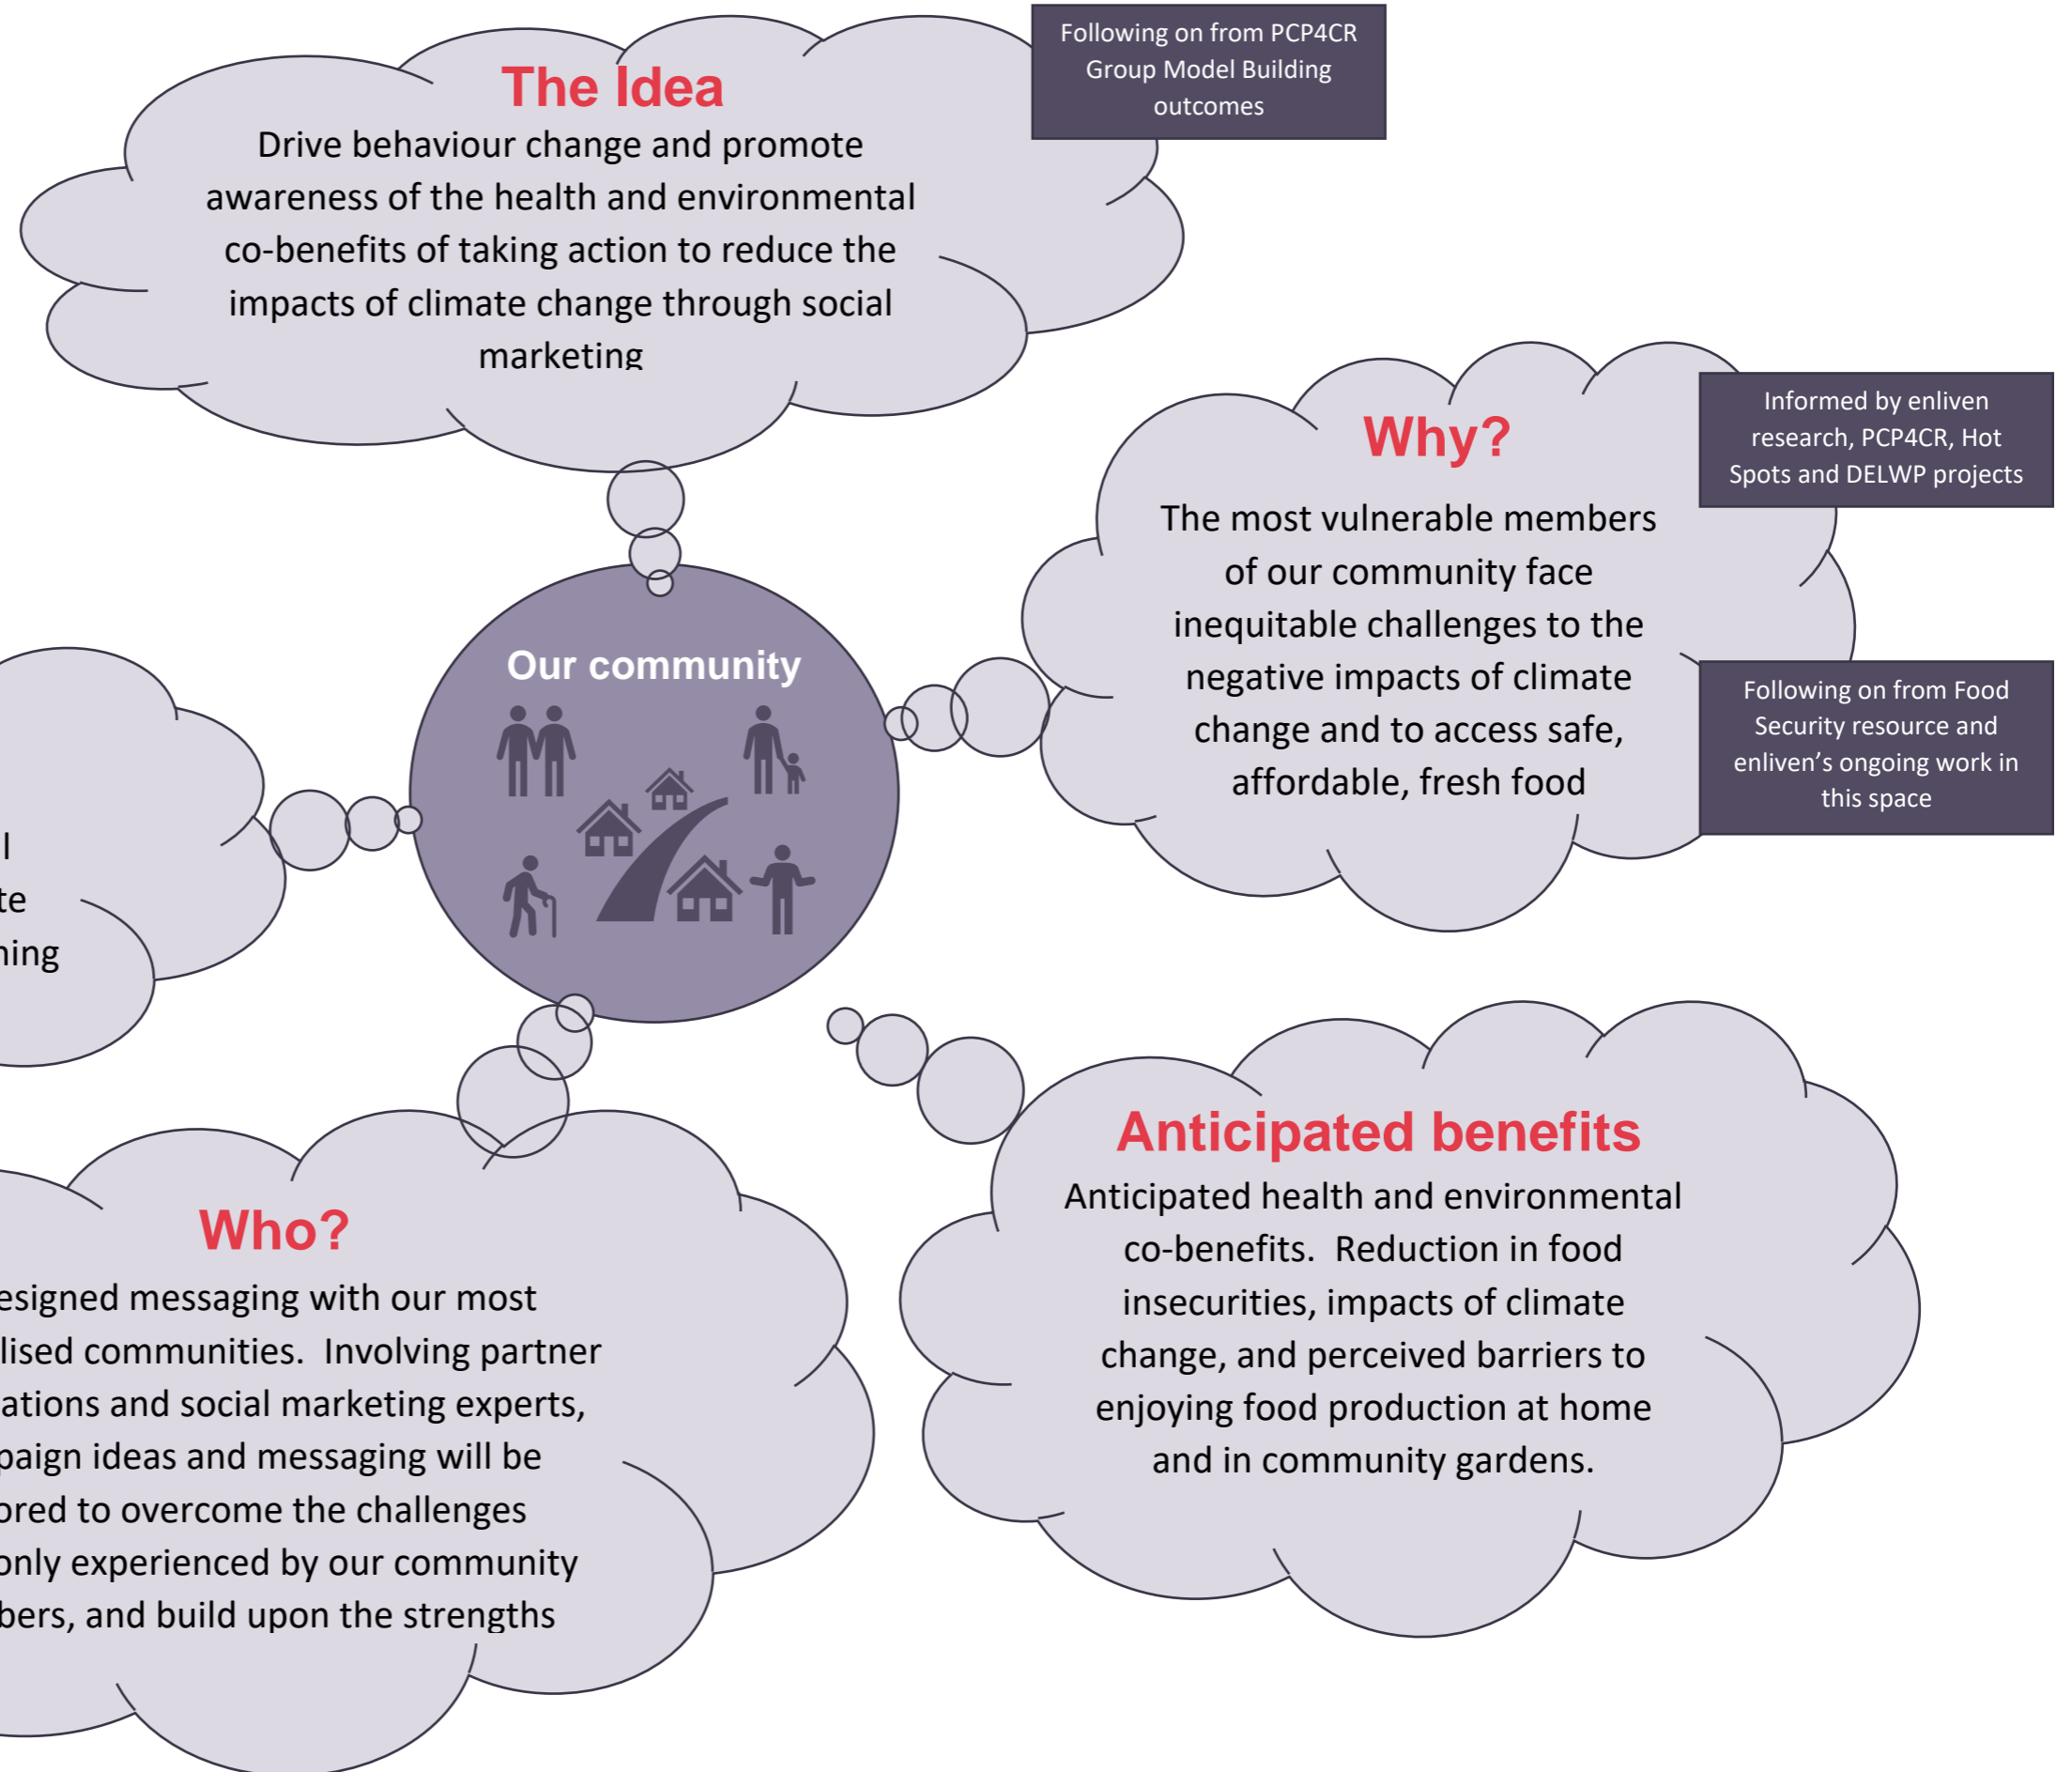 The Idea
Drive behaviour change and promote
awareness of the health and environmental
co-benefits of taking action to reduce the
impacts of climate change through social
marketing
Following on from PCP4CR
Group Model Building
outcomes
Why?
The most vulnerable members
of our community face
inequitable challenges to the
negative impacts of climate
change and to access safe,
affordable, fresh food
Informed by enliven
research, PCP4CR, Hot
Spots and DELWP projects
Following on from Food
Security resource and
enliven's ongoing work in
this space
Our community
Who?
messaging with our most
communities.  Involving partner
and social marketing experts,
ideas and messaging will be
to overcome the challenges
experienced by our community
and build upon the strengths
Anticipated benefits
Anticipated health and environmental
co-benefits.  Reduction in food
insecurities, impacts of climate
change, and perceived barriers to
enjoying food production at home
and in community gardens.